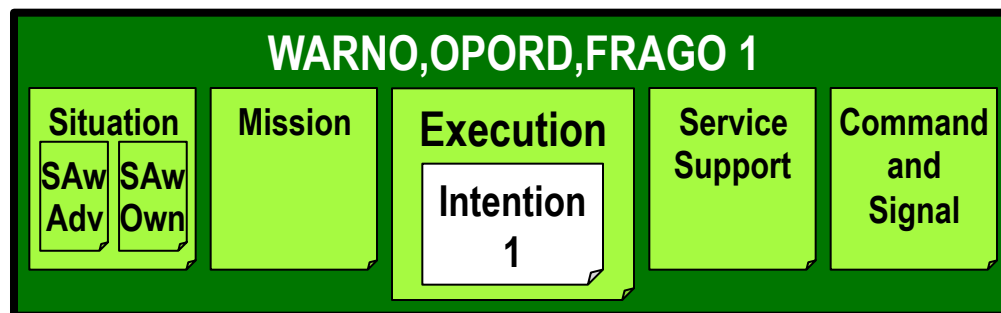 WARNO,OPORD,FRAGO 1
Situation
SAw
Adv
SAw
Own
Mission
Execution
Intention
1
Service
Support
Command
and
Signal